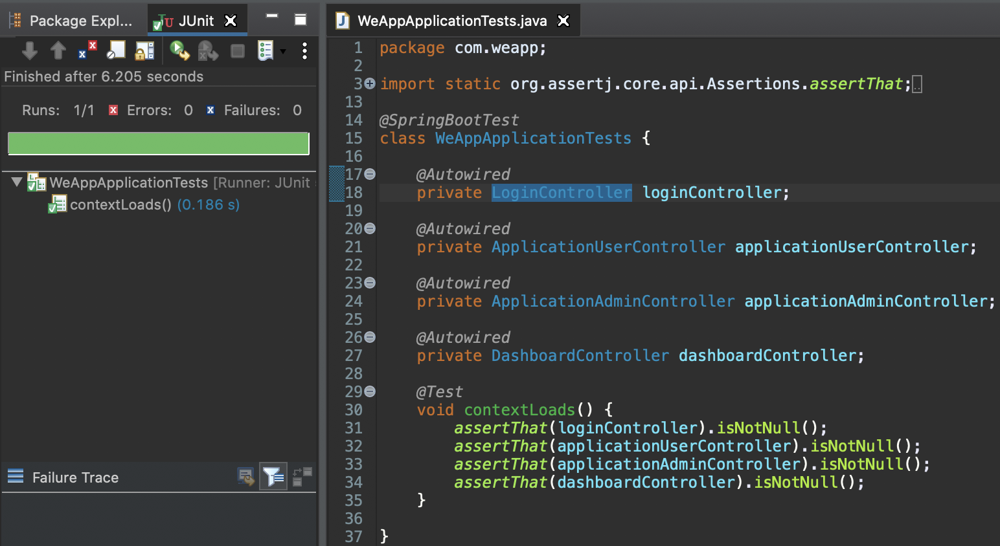 Package Expl...
JUnit
Finished after 6.205 seconds
Runs: 1/1 Errors: 0 Failures: 0
WeAppApplicationTests [Runner: JUnit
contextLoads() (0.186 s)
Failure Trace
WeAppApplicationTests.java
1 package com.weapp;
2
3 import static org.assertj.core.api.Assertions.assertThat;
13
14 @SpringBootTest
15 class WeAppApplicationTests {
16
17 @Autowired
18 private LoginController loginController;
19
20 @Autowired
21 private ApplicationUserController applicationUserController;
22
23 @Autowired
24 private ApplicationAdminController applicationAdminController;
25
26 @Autowired
27 private DashboardController dashboardController;
28
29 @Test
30 void contextLoads() {
31 assertThat(loginController).isNotNull();
32 assertThat(applicationUserController).isNotNull();
33 assertThat(applicationAdminController).isNotNull();
34 assertThat(dashboardController).isNotNull();
35 }
36
37 }